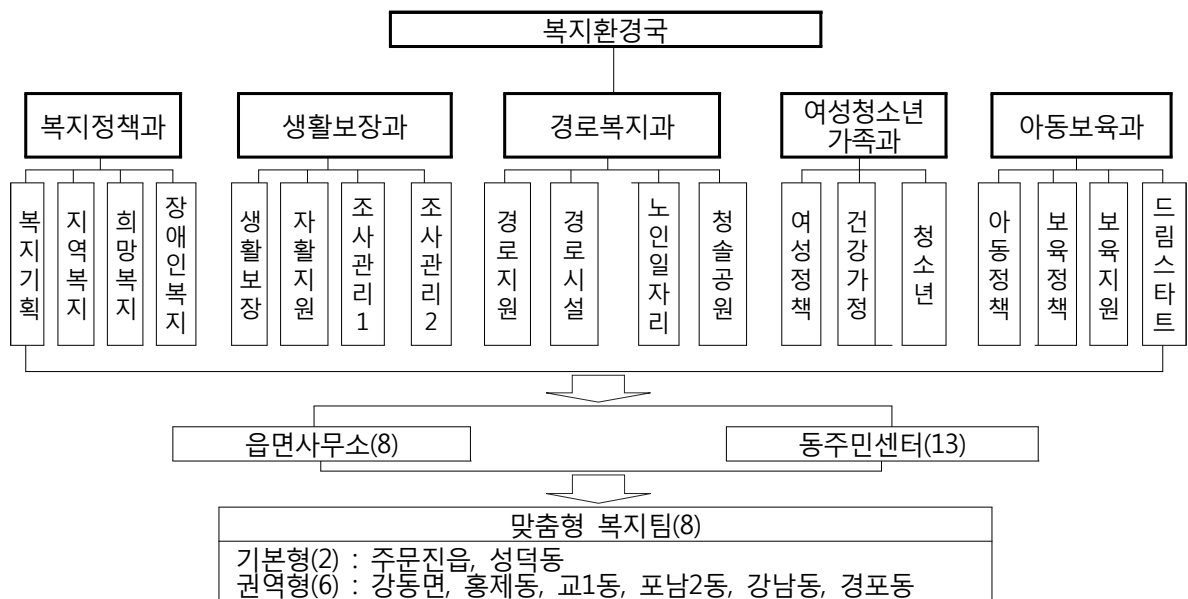 복지환경국
복지정책과
생활보장과
경로복지과
여성청소년
가족과
아동보육과
복지기획
지역복지
희망복지
장애인복지
생활보장
자활지원
조사관리1
조사관리2
경로지원
경로시설
노인일자리
청솔공원
여성정책
건강가정
청소년
아동정책
보육정책
보육지원
드림스타트
읍면사무소(8)
동주민센터(13)
맞춤형 복지팀(8)
기본형(2) : 주문진읍, 성덕동
권역형(6) : 강동면, 홍제동, 교1동, 포남2동, 강남동, 경포동